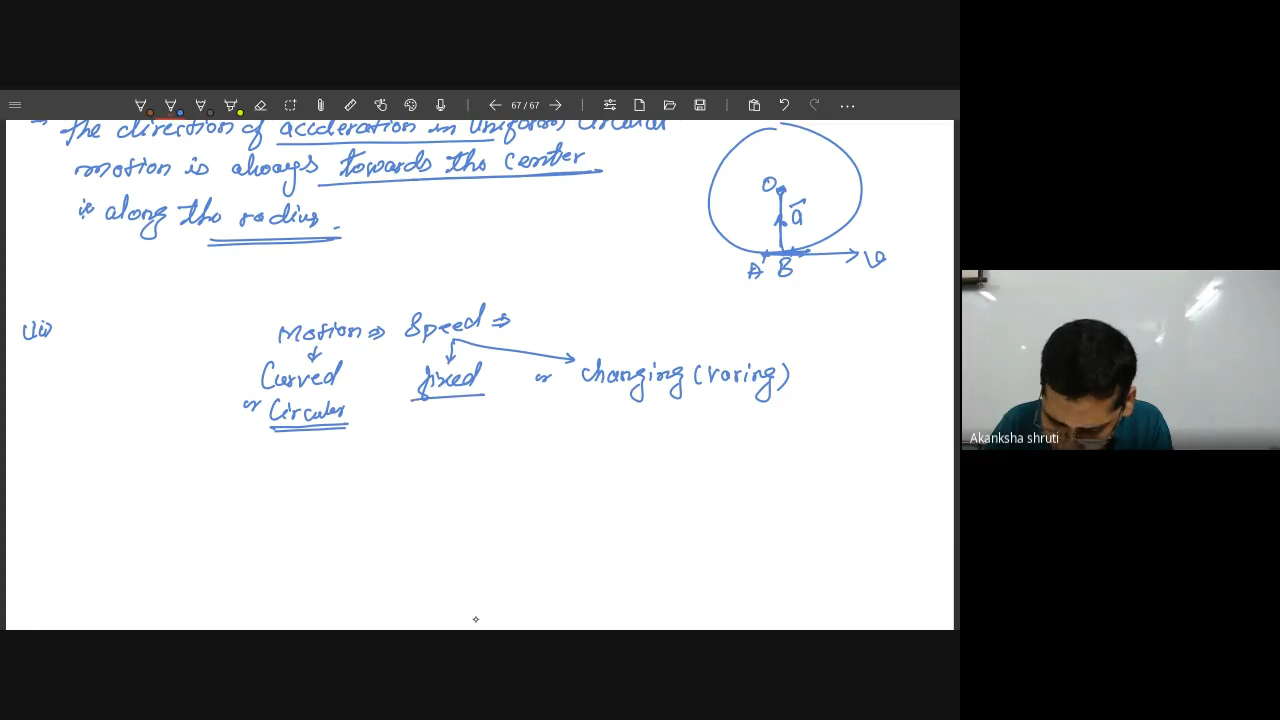 67/67
→ the direction of acceleration in Uniform Circular
motion is always towards the center
ie along the radius.
O
a
A B v
(iii) Motion ⇒ Speed ⇒
Curved fixed or changing (varing)
or Circular
Akanksha shruti